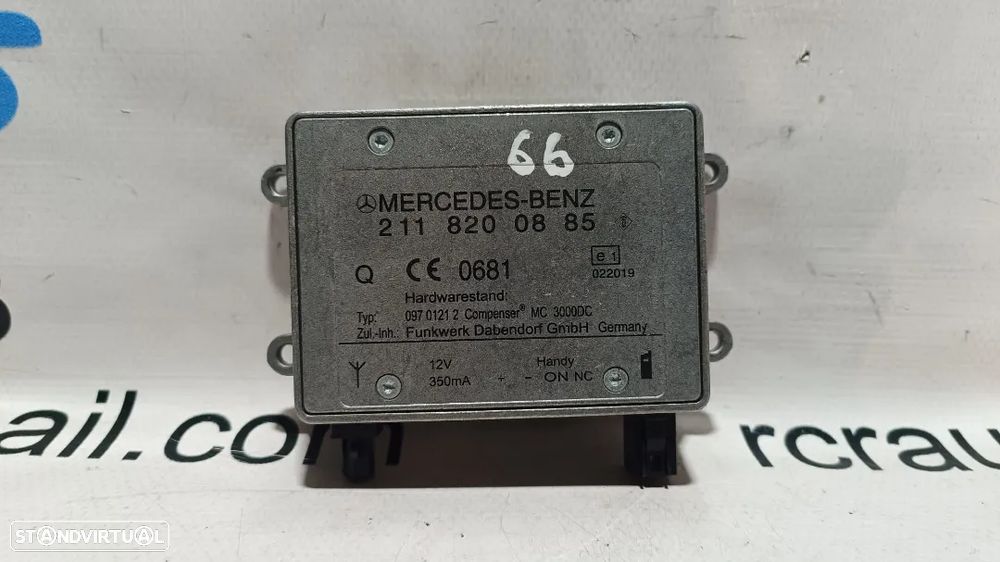 66
MERCEDES-BENZ
211 820 08 85
Q CE 0681 e1
022019
Hardwarestand:
Typ: 097 0121 2 Compenser® MC 3000DC
Zul.-Inh.: Funkwerk Dabendorf GmbH Germany
12V Handy
350mA + - ON NC
ail.com rcrau
STANDVIRTUAL